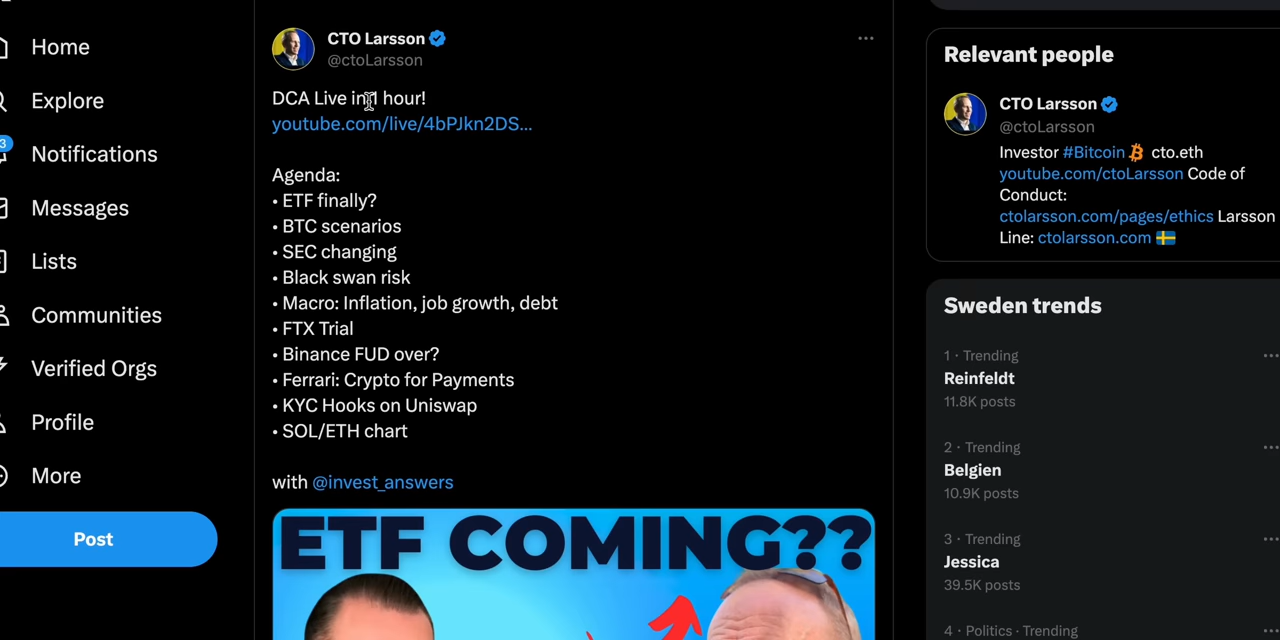 Home
Explore
3
Notifications
Messages
Lists
Communities
Verified Orgs
Profile
More
Post
CTO Larsson
@ctoLarsson
DCA Live in 1 hour!
youtube.com/live/4bPJkn2DS...
Agenda:
• ETF finally?
• BTC scenarios
• SEC changing
• Black swan risk
• Macro: Inflation, job growth, debt
• FTX Trial
• Binance FUD over?
• Ferrari: Crypto for Payments
• KYC Hooks on Uniswap
• SOL/ETH chart
with @invest_answers
ETF COMING??
Relevant people
CTO Larsson
@ctoLarsson
Investor #Bitcoin cto.eth
youtube.com/ctoLarsson Code of
Conduct:
ctolarsson.com/pages/ethics Larsson
Line: ctolarsson.com
Sweden trends
1 · Trending
Reinfeldt
11.8K posts
2 · Trending
Belgien
10.9K posts
3 · Trending
Jessica
39.5K posts
4 · Politics · Trending